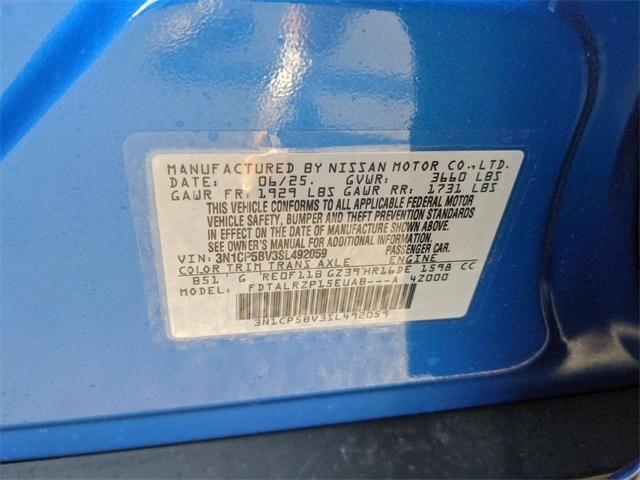 MANUFACTURED BY NISSAN MOTOR CO.,LTD.
DATE: 06/25. GVWR: 3660 LBS
GAWR FR: 1929 LBS GAWR RR: 1731 LBS
THIS VEHICLE CONFORMS TO ALL APPLICABLE FEDERAL MOTOR
VEHICLE SAFETY, BUMPER AND THEFT PREVENTION STANDARDS
IN EFFECT ON THE DATE OF MANUFACTURE SHOWN ABOVE.
SEE OWNER'S MANUAL FOR ADDITIONAL INFORMATION.
VIN: 3N1CP5BV3SL492059 PASSENGER CAR.
COLOR TRIM TRANS AXLE ENGINE
B51 G RE0F11B GZ39 HR16DE 1598 CC
MODEL: FDTALRZP15EUAB---A 4Z000
3N1CP5BV3SL492059